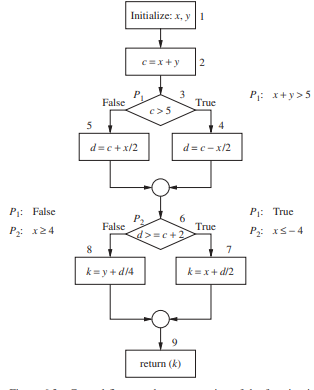 Initialize: x, y 1
c = x + y 2
P1 3
False True P1: x + y > 5
c > 5
5 4
d = c + x/2 d = c − x/2
P1: False P2 6 P1: True
P2: x ≥ 4 False d >= c + 2 True P2: x ≤ − 4
8 7
k = y + d/4 k = x + d/2
9
return (k)